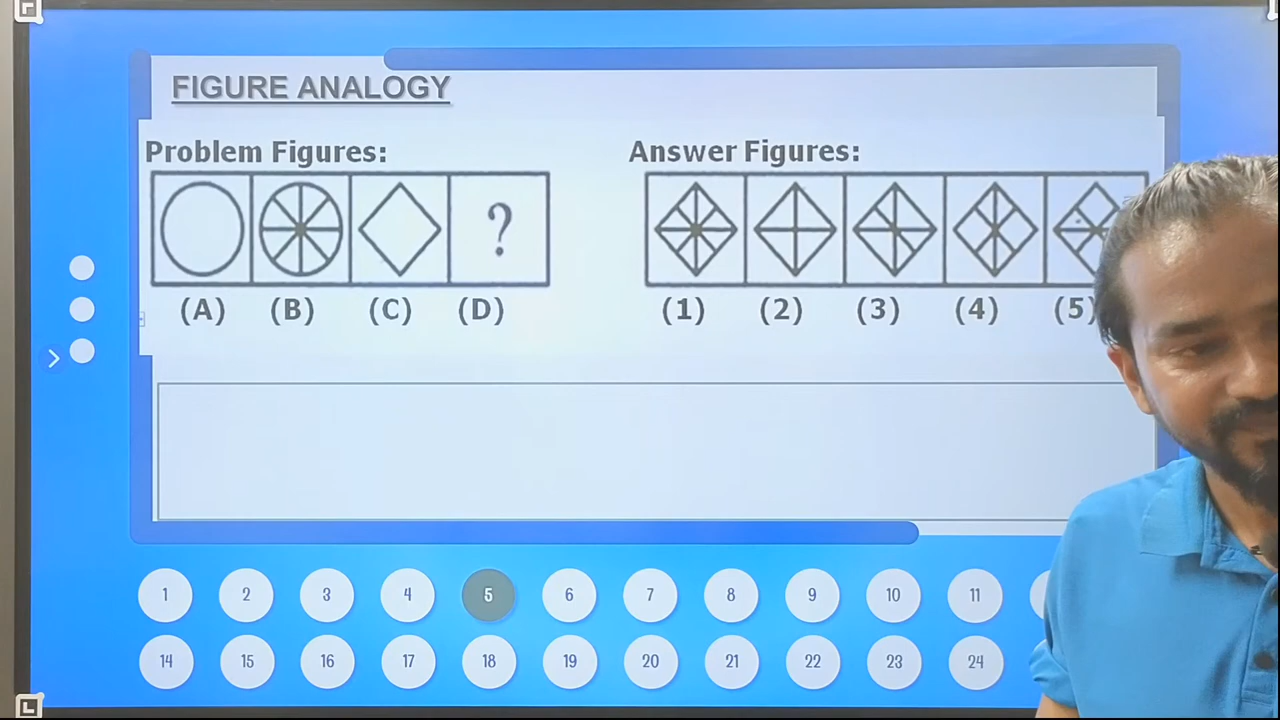 FIGURE ANALOGY
Problem Figures: Answer Figures:
?
(A) (B) (C) (D) (1) (2) (3) (4) (5)
1 2 3 4 5 6 7 8 9 10 11
14 15 16 17 18 19 20 21 22 23 24